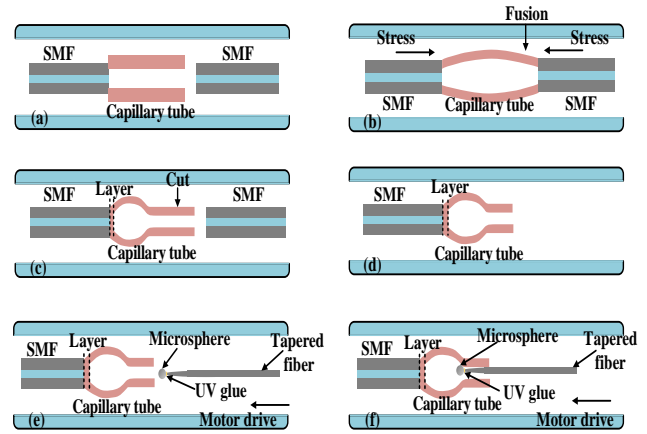 SMF
SMF
Capillary tube
(a)
Fusion
Stress
Stress
SMF
Capillary tube
SMF
(b)
Cut
Layer
SMF
SMF
Capillary tube
(c)
Layer
SMF
Capillary tube
(d)
Microsphere
Tapered
fiber
Layer
SMF
UV glue
Capillary tube
(e)
Motor drive
Microsphere
Tapered
fiber
Layer
SMF
UV glue
Capillary tube
(f)
Motor drive